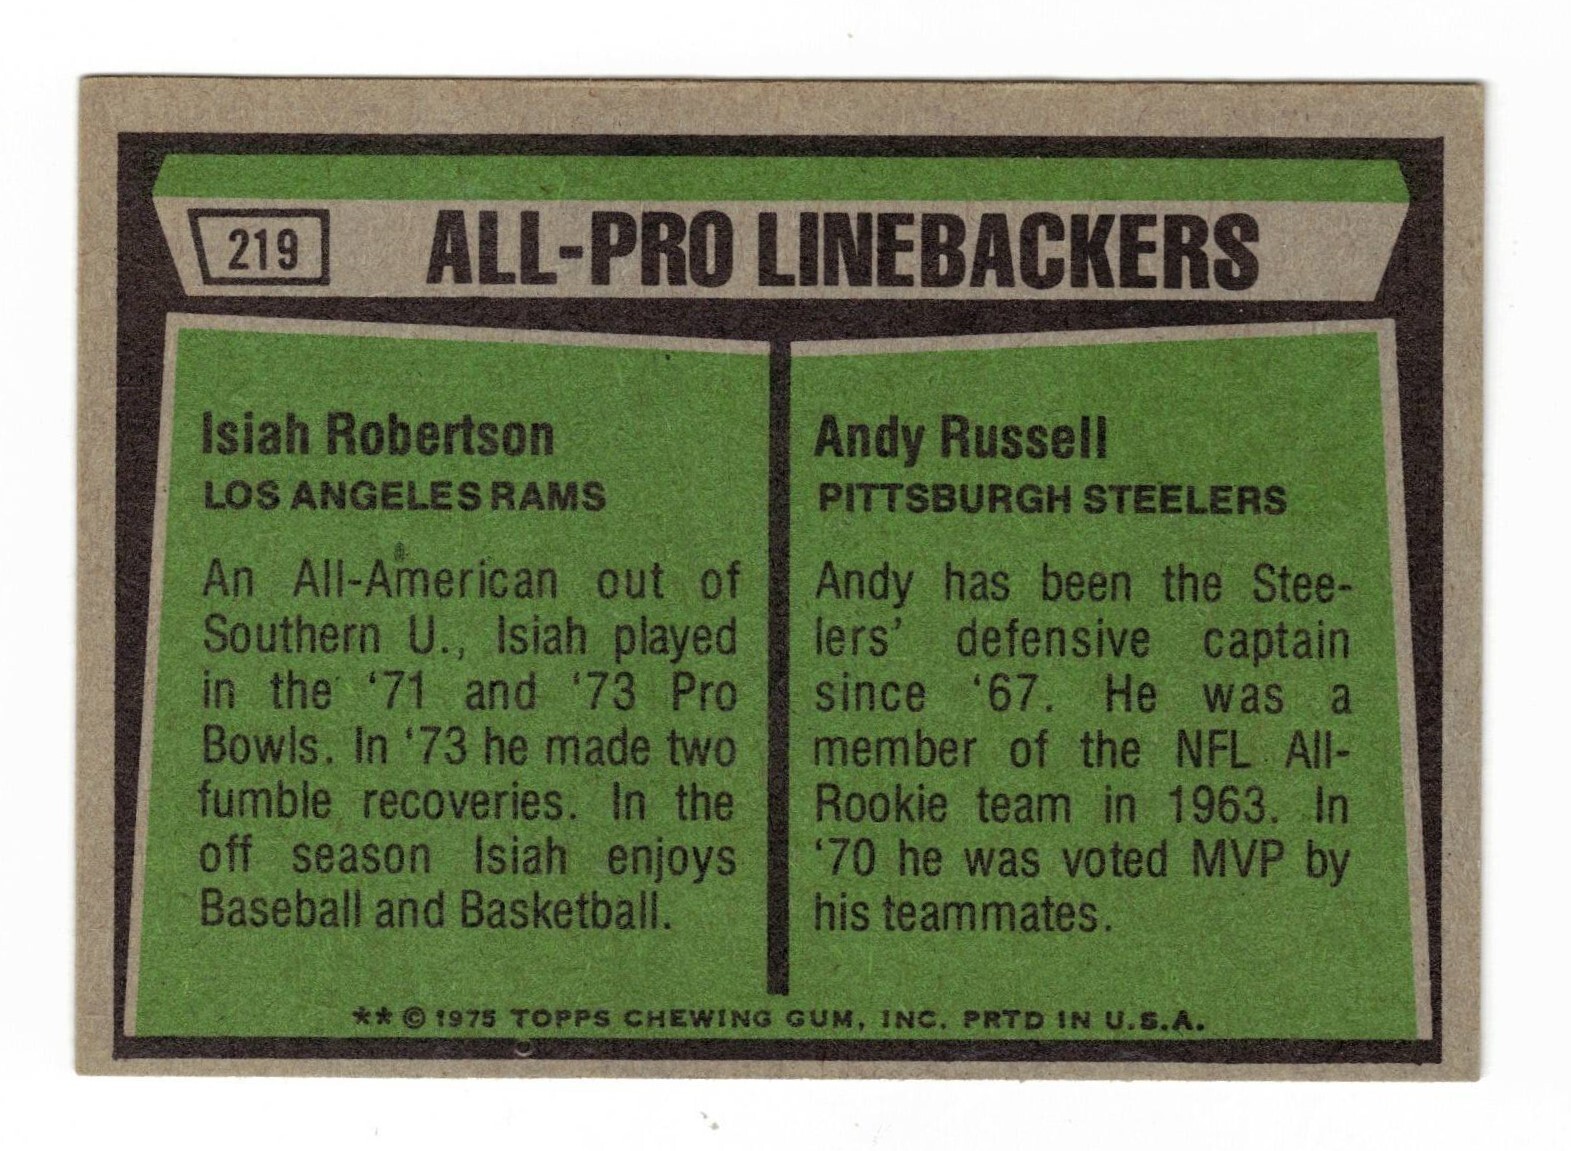 219 ALL-PRO LINEBACKERS
Isiah Robertson
LOS ANGELES RAMS
An All-American out of
Southern U., Isiah played
in the '71 and '73 Pro
Bowls. In '73 he made two
fumble recoveries. In the
off season Isiah enjoys
Baseball and Basketball.
Andy Russell
PITTSBURGH STEELERS
Andy has been the Stee-
lers' defensive captain
since '67. He was a
member of the NFL All-
Rookie team in 1963. In
'70 he was voted MVP by
his teammates.
** © 1975 TOPPS CHEWING GUM, INC. PRTD IN U.S.A.